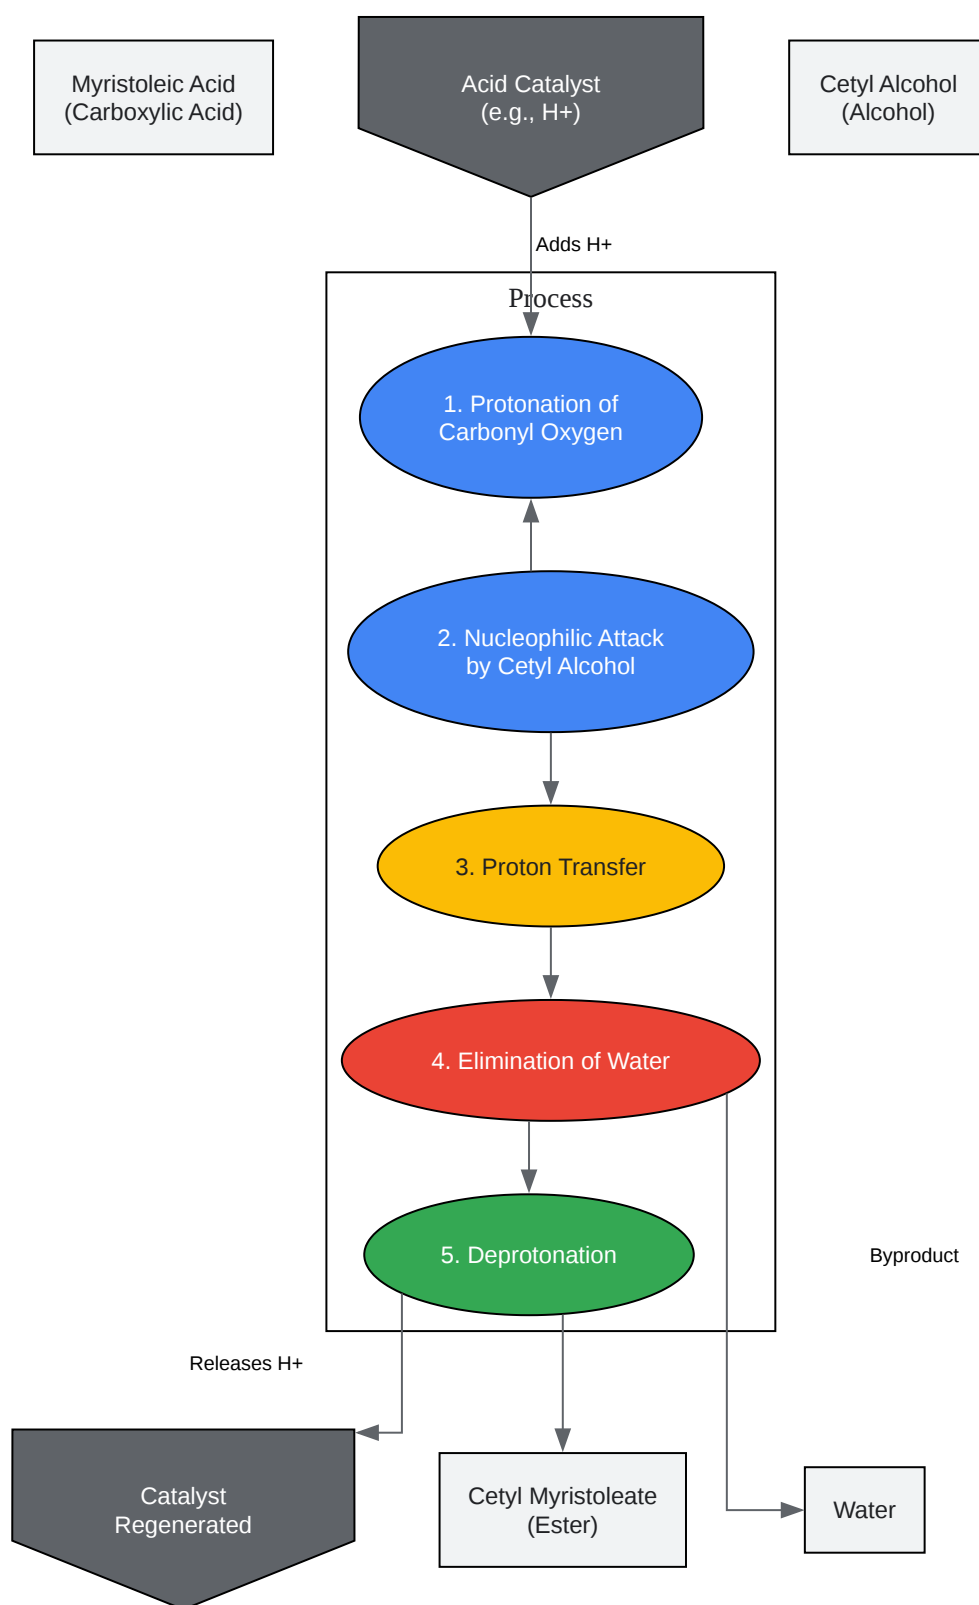 Myristoleic Acid
(Carboxylic Acid)
Acid Catalyst
(e.g., H+)
Cetyl Alcohol
(Alcohol)
Adds H+
Process
1. Protonation of
Carbonyl Oxygen
2. Nucleophilic Attack
by Cetyl Alcohol
3. Proton Transfer
4. Elimination of Water
5. Deprotonation
Byproduct
Releases H+
Catalyst
Regenerated
Cetyl Myristoleate
(Ester)
Water